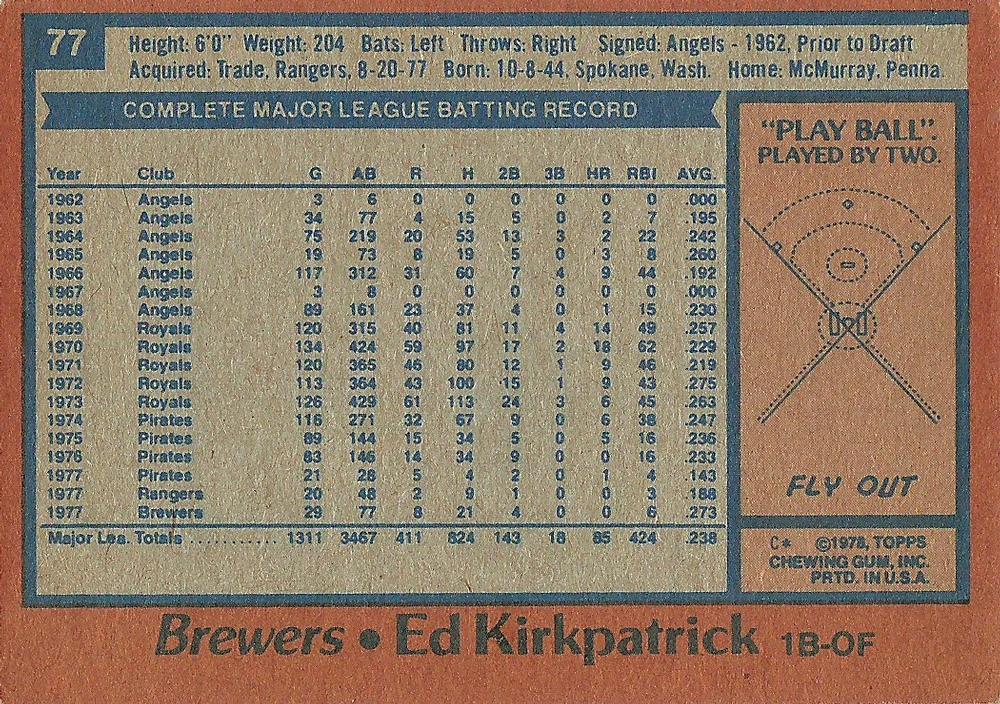 77
Height: 6'0" Weight: 204 Bats: Left Throws: Right Signed: Angels - 1962, Prior to Draft
Acquired: Trade, Rangers, 8-20-77 Born: 10-8-44, Spokane, Wash. Home: McMurray, Penna.
COMPLETE MAJOR LEAGUE BATTING RECORD
Year Club G AB R H 2B 3B HR RBI AVG.
1962 Angels 3 6 0 0 0 0 0 0 .000
1963 Angels 34 77 4 15 5 0 2 7 .195
1964 Angels 75 219 20 53 13 3 2 22 .242
1965 Angels 19 73 8 19 5 0 3 8 .260
1966 Angels 117 312 31 60 7 4 9 44 .192
1967 Angels 3 8 0 0 0 0 0 0 .000
1968 Angels 89 161 23 37 4 0 1 15 .230
1969 Royals 120 315 40 81 11 4 14 49 .257
1970 Royals 134 424 59 97 17 2 18 62 .229
1971 Royals 120 365 46 80 12 1 9 46 .219
1972 Royals 113 364 43 100 15 1 9 43 .275
1973 Royals 126 429 61 113 24 3 6 45 .263
1974 Pirates 116 271 32 67 9 0 6 38 .247
1975 Pirates 89 144 15 34 5 0 5 16 .236
1976 Pirates 83 146 14 34 9 0 0 16 .233
1977 Pirates 21 28 5 4 2 0 1 4 .143
1977 Rangers 20 48 2 9 1 0 0 3 .188
1977 Brewers 29 77 8 21 4 0 0 6 .273
Major Lea. Totals ........... 1311 3467 411 824 143 18 85 424 .238
"PLAY BALL".
PLAYED BY TWO.
FLY OUT
C* ©1978, TOPPS
CHEWING GUM, INC.
PRTD. IN U.S.A.
Brewers • Ed Kirkpatrick 1B-OF